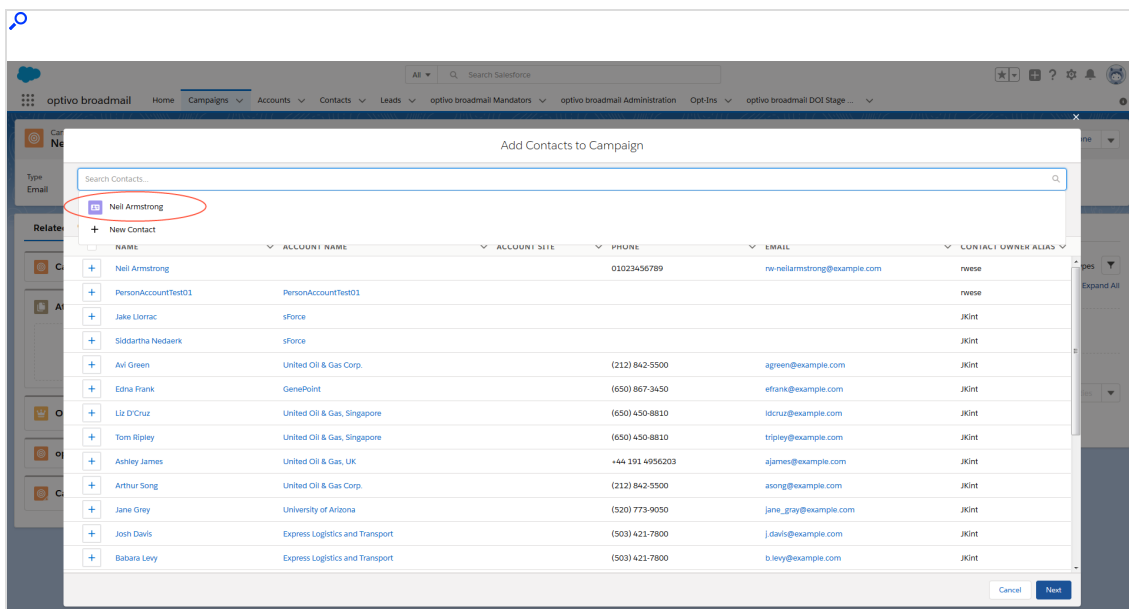 All Search Salesforce
optivo broadmail Home Campaigns Accounts Contacts Leads optivo broadmail Mandators optivo broadmail Administration Opt-Ins optivo broadmail DOI Stage ...
Add Contacts to Campaign
Type
Email
Search Contacts...
Neil Armstrong
New Contact
NAME ACCOUNT NAME ACCOUNT SITE PHONE EMAIL CONTACT OWNER ALIAS
Neil Armstrong 01023456789 rw-neilarmstrong@example.com rwese
PersonAccountTest01 PersonAccountTest01 rwese
Jake Llorrac sForce JKint
Siddartha Nedaerk sForce JKint
Avi Green United Oil & Gas Corp. (212) 842-5500 agreen@example.com JKint
Edna Frank GenePoint (650) 867-3450 efrank@example.com JKint
Liz D'Cruz United Oil & Gas, Singapore (650) 450-8810 ldcruz@example.com JKint
Tom Ripley United Oil & Gas, Singapore (650) 450-8810 tripley@example.com JKint
Ashley James United Oil & Gas, UK +44 191 4956203 ajames@example.com JKint
Arthur Song United Oil & Gas Corp. (212) 842-5500 asong@example.com JKint
Jane Grey University of Arizona (520) 773-9050 jane_gray@example.com JKint
Josh Davis Express Logistics and Transport (503) 421-7800 j.davis@example.com JKint
Babara Levy Express Logistics and Transport (503) 421-7800 b.levy@example.com JKint
Expand All
Cancel Next